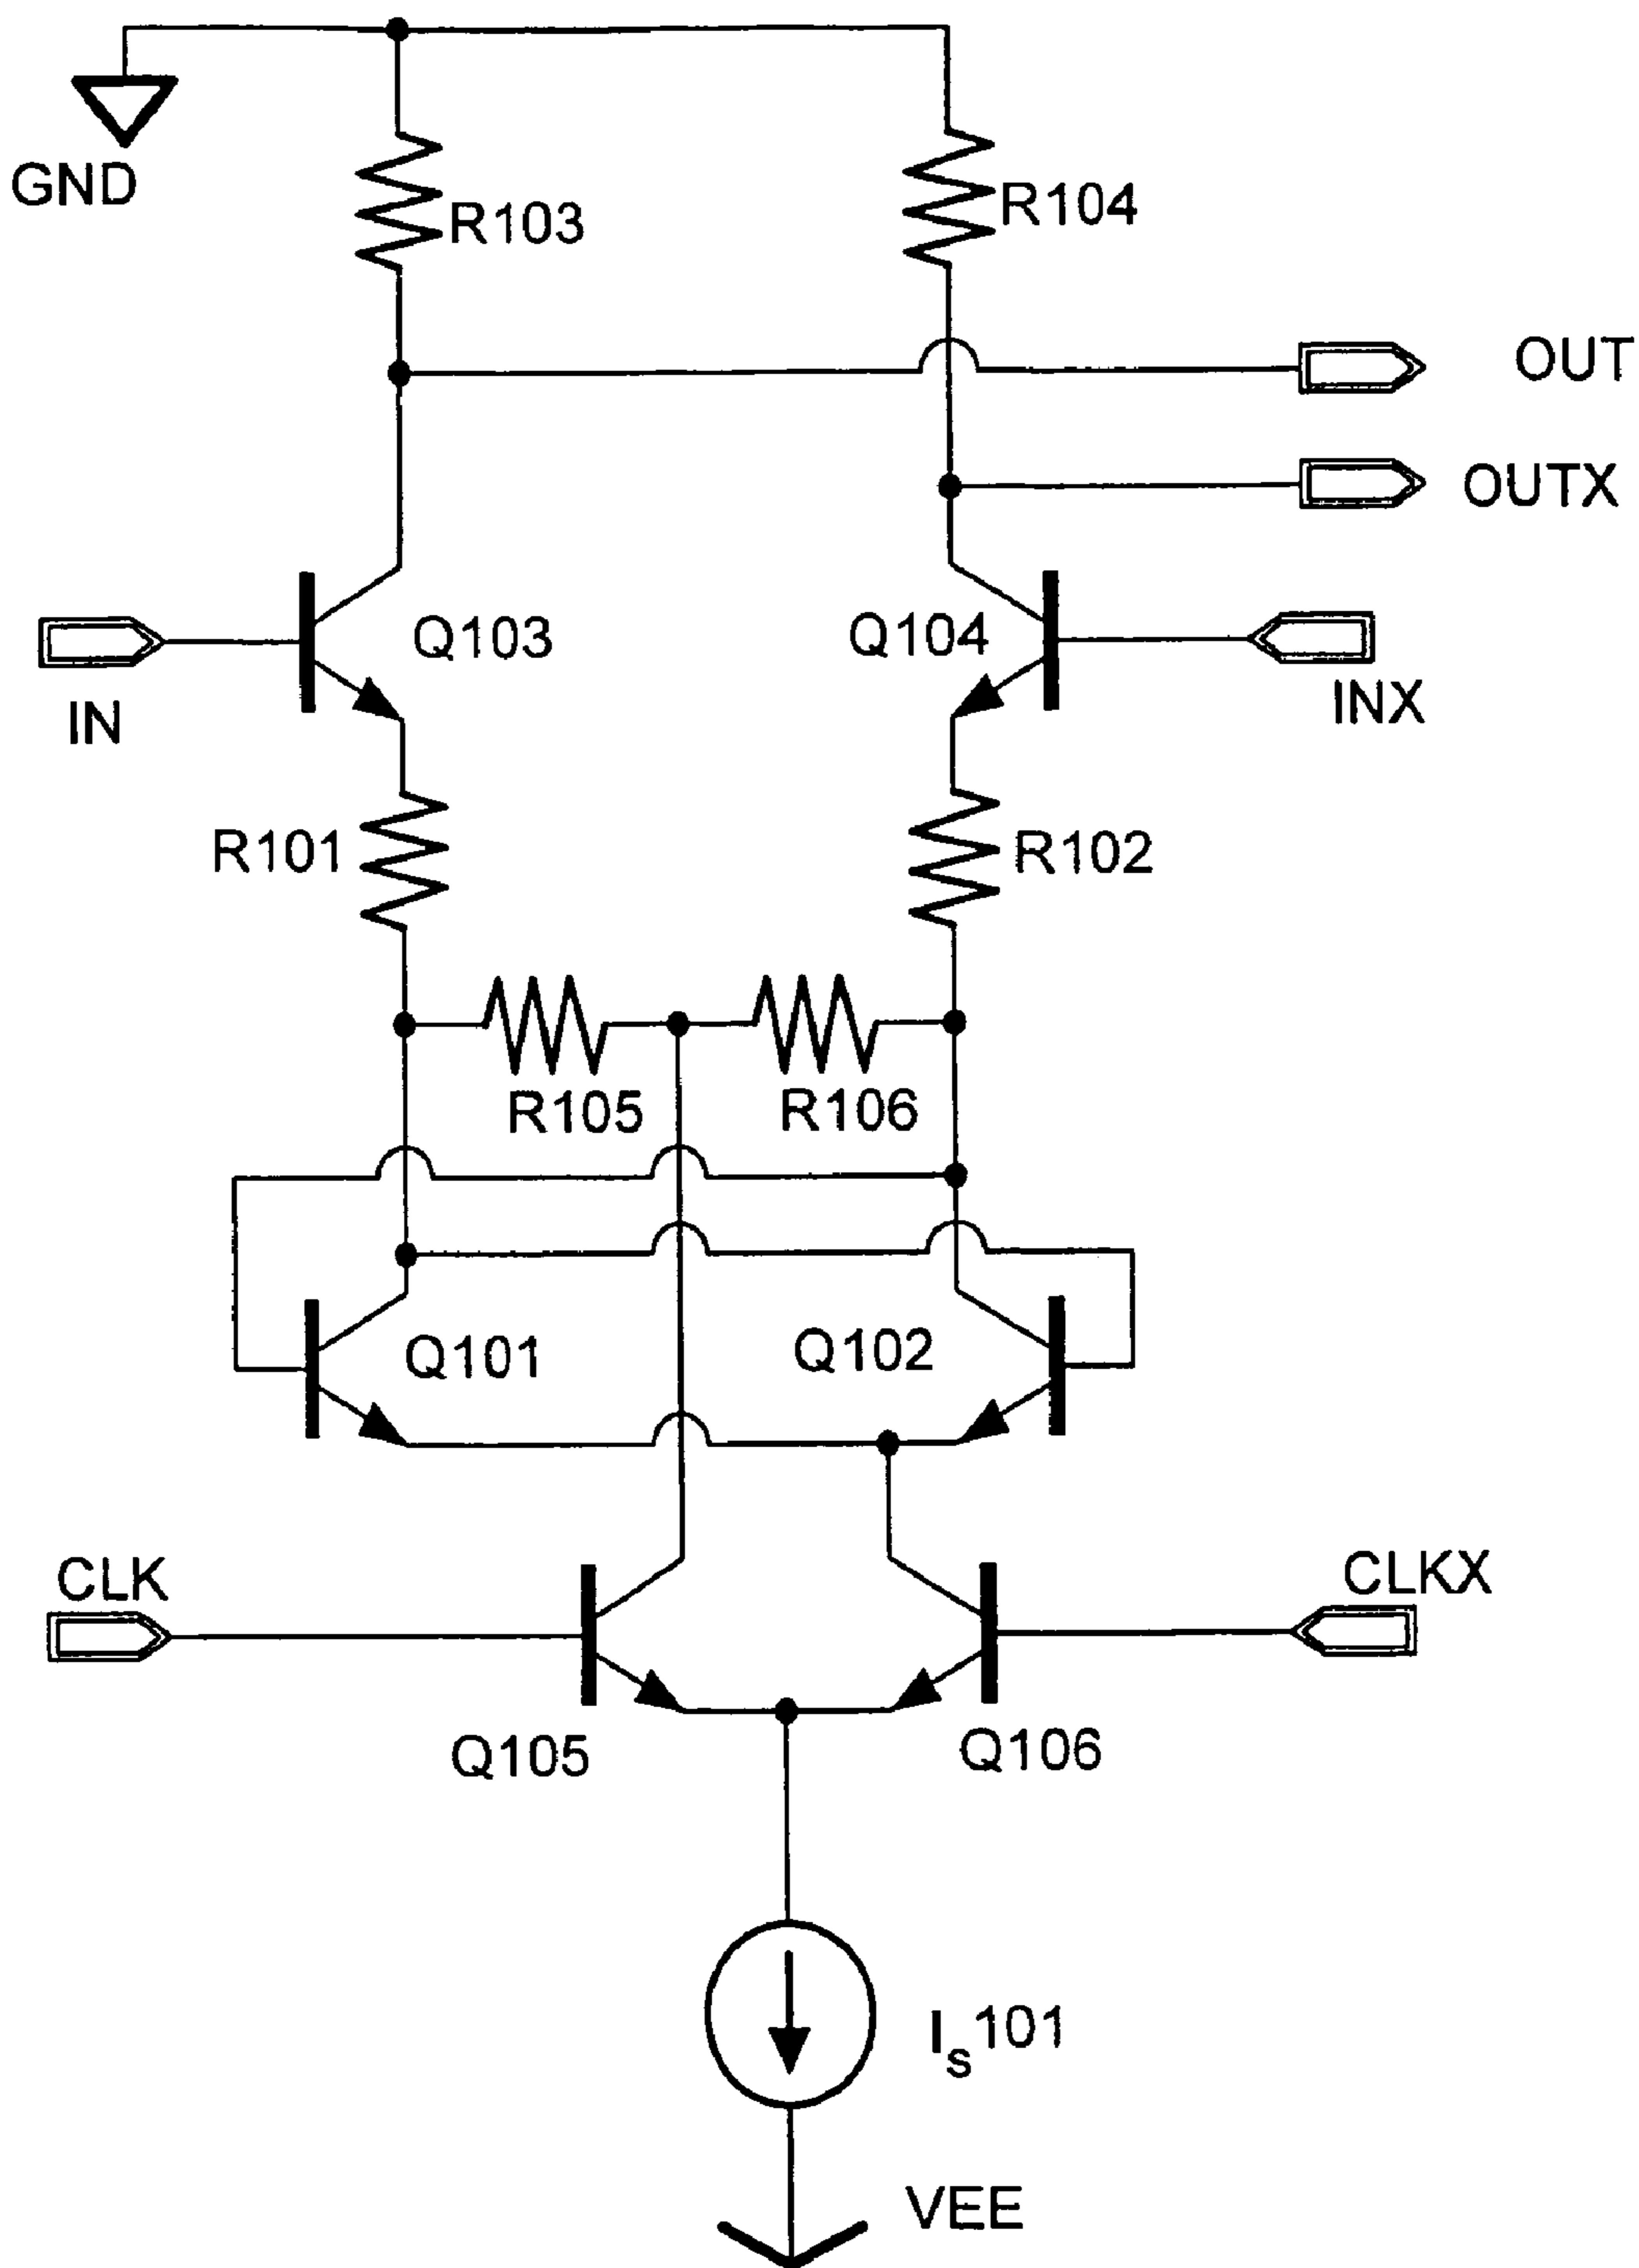 GND
R103
R104
OUT
OUTX
Q103
Q104
IN
INX
R101
R102
R105
R106
Q101
Q102
CLK
CLKX
Q105
Q106
Is101
VEE